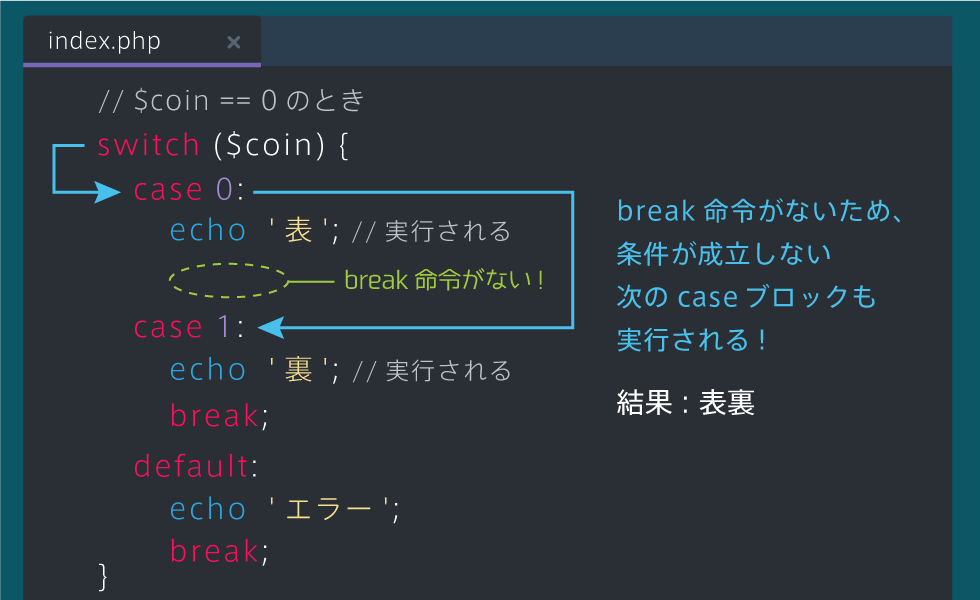 index.php ×
// $coin == 0 のとき
switch ($coin) {
case 0:
echo ' 表 '; // 実行される
break 命令がない !
case 1:
echo ' 裏 '; // 実行される
break;
default:
echo ' エラー ';
break;
}
break 命令がないため、
条件が成立しない
次の case ブロックも
実行される !
結果 : 表裏